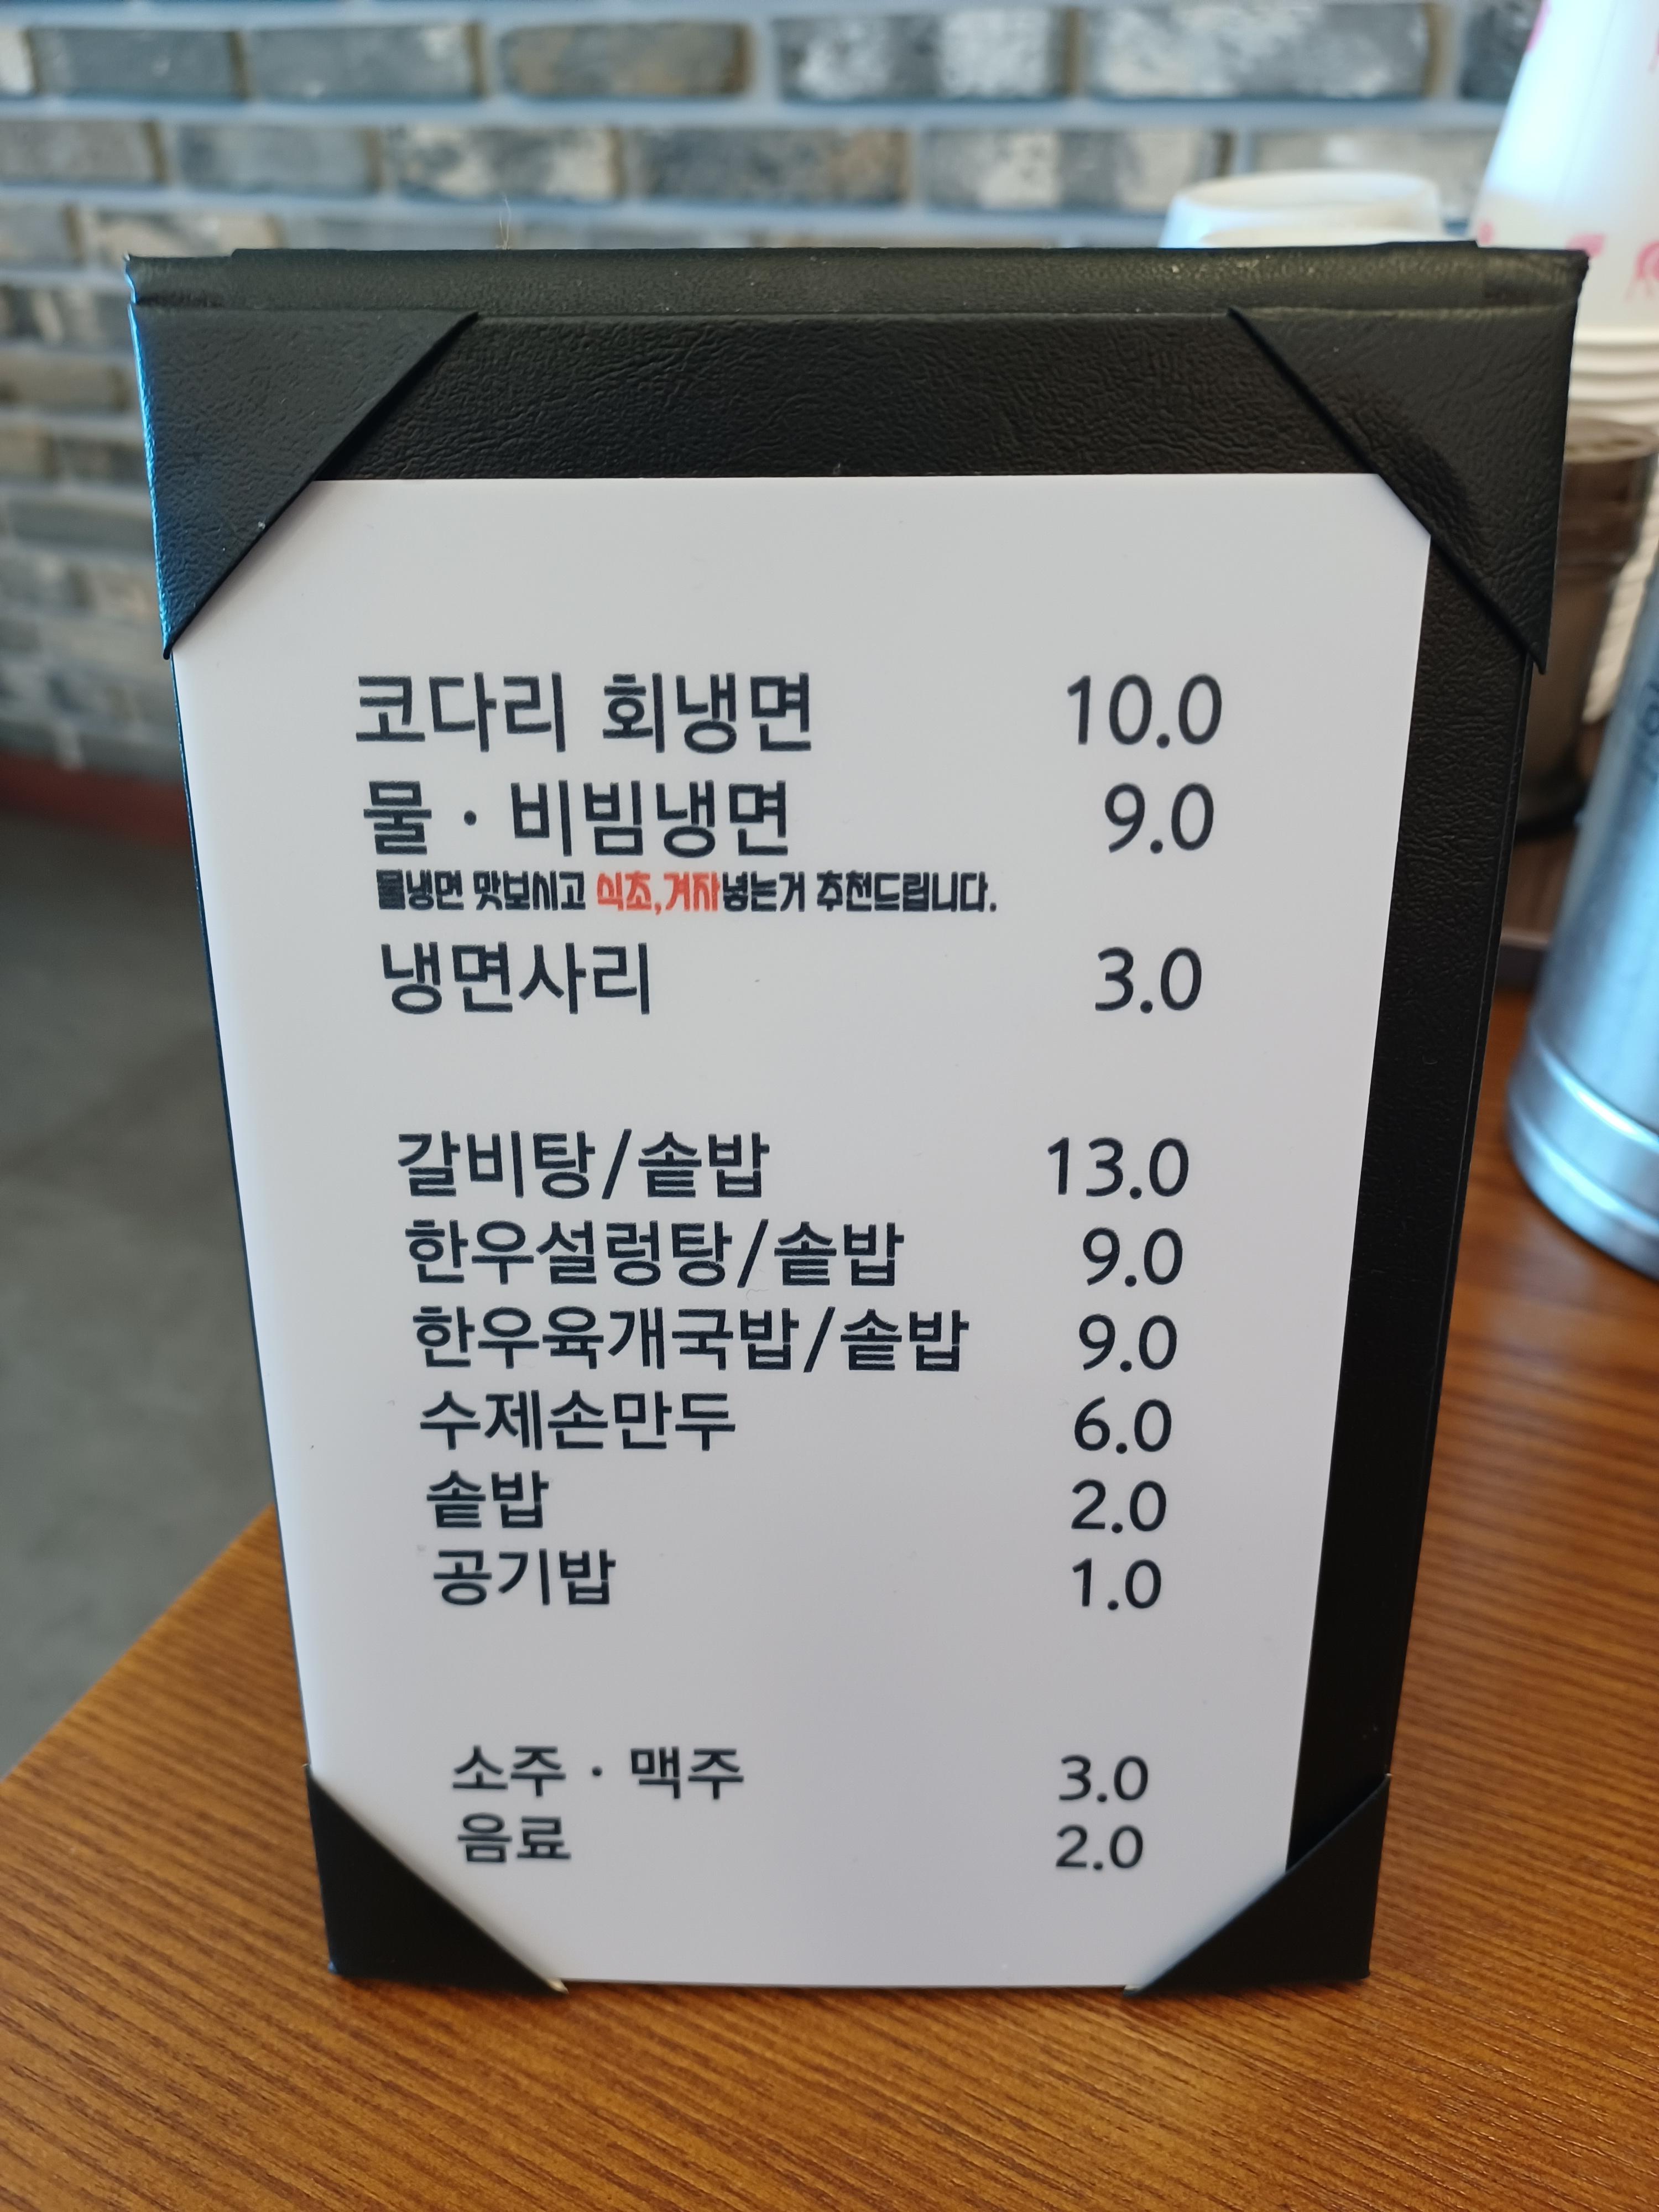 코다리 회냉면 10.0
물 · 비빔냉면 9.0
물냉면 맛보시고 식초,겨자넣는거 추천드립니다.
냉면사리 3.0
갈비탕/솥밥 13.0
한우설렁탕/솥밥 9.0
한우육개국밥/솥밥 9.0
수제손만두 6.0
솥밥 2.0
공기밥 1.0
소주 · 맥주 3.0
음료 2.0